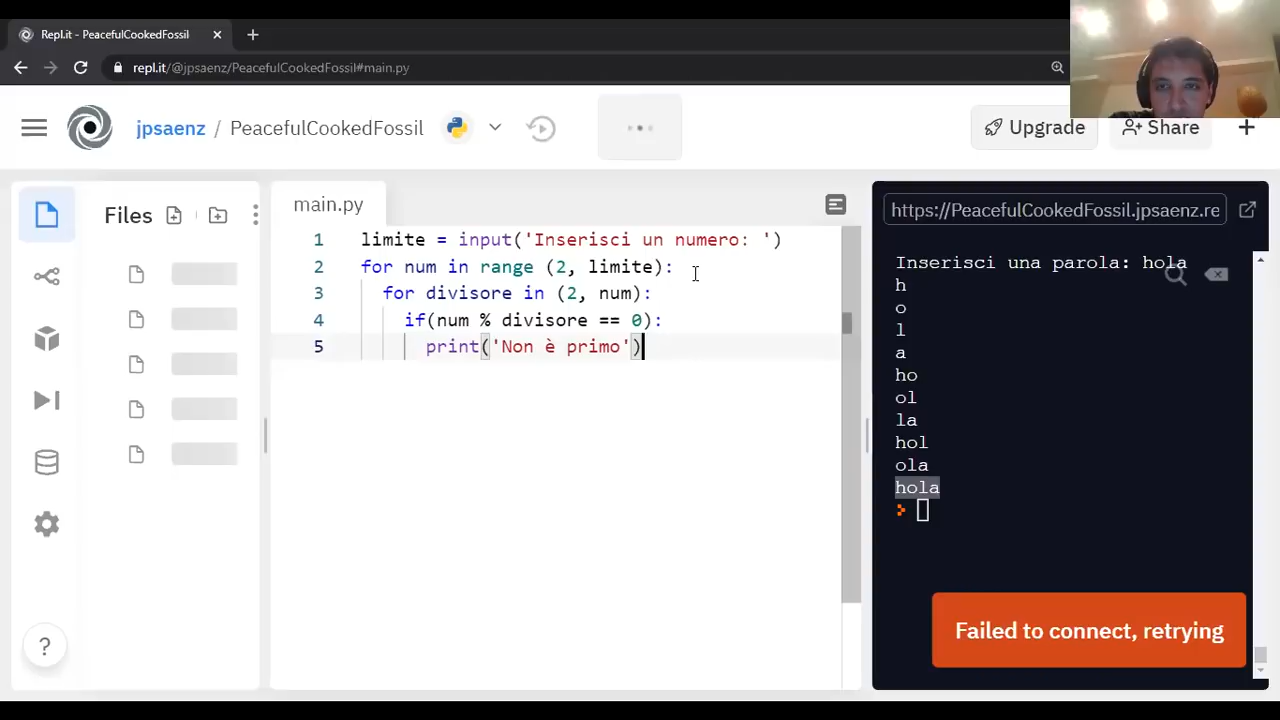 Repl.it - PeacefulCookedFossil
repl.it/@jpsaenz/PeacefulCookedFossil#main.py
jpsaenz / PeacefulCookedFossil
Upgrade
Share
Files
main.py
1 limite = input('Inserisci un numero: ')
2 for num in range (2, limite):
3 for divisore in (2, num):
4 if(num % divisore == 0):
5 print('Non è primo')
https://PeacefulCookedFossil.jpsaenz.re
Inserisci una parola: hola
h
o
l
a
ho
ol
la
hol
ola
hola
Failed to connect, retrying
?